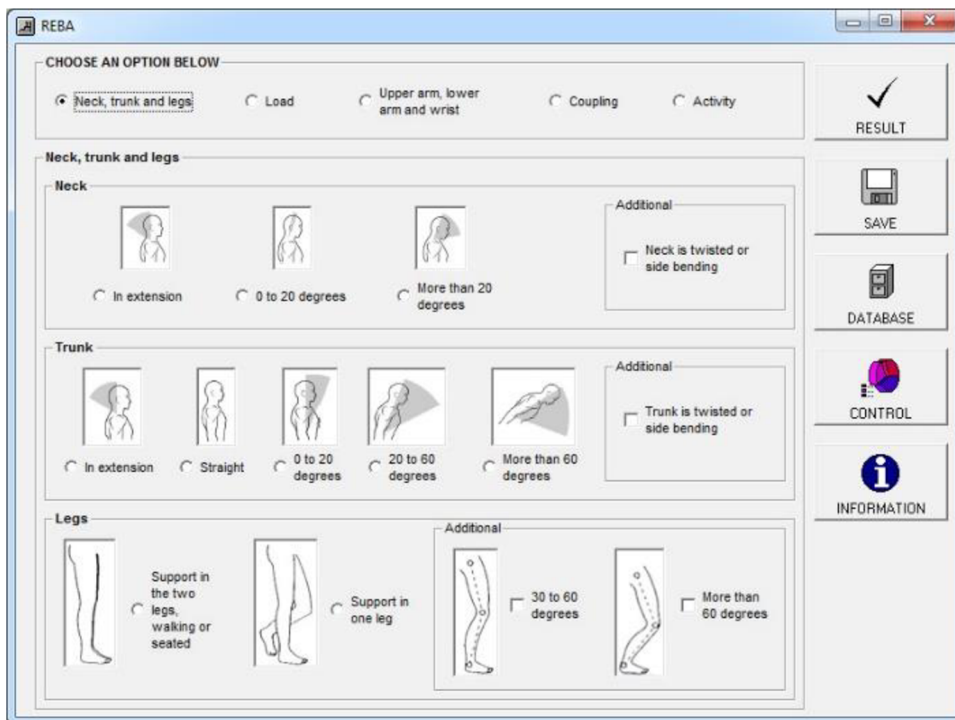 REBA
CHOOSE AN OPTION BELOW
Neck, trunk and legs
Load
Upper arm, lower
arm and wrist
Coupling
Activity
RESULT
SAVE
DATABASE
CONTROL
INFORMATION
Neck, trunk and legs
Neck
In extension
0 to 20 degrees
More than 20
degrees
Additional
Neck is twisted or
side bending
Trunk
In extension
Straight
0 to 20
degrees
20 to 60
degrees
More than 60
degrees
Additional
Trunk is twisted or
side bending
Legs
Support in
the two
legs,
walking or
seated
Support in
one leg
Additional
30 to 60
degrees
More than
60 degrees